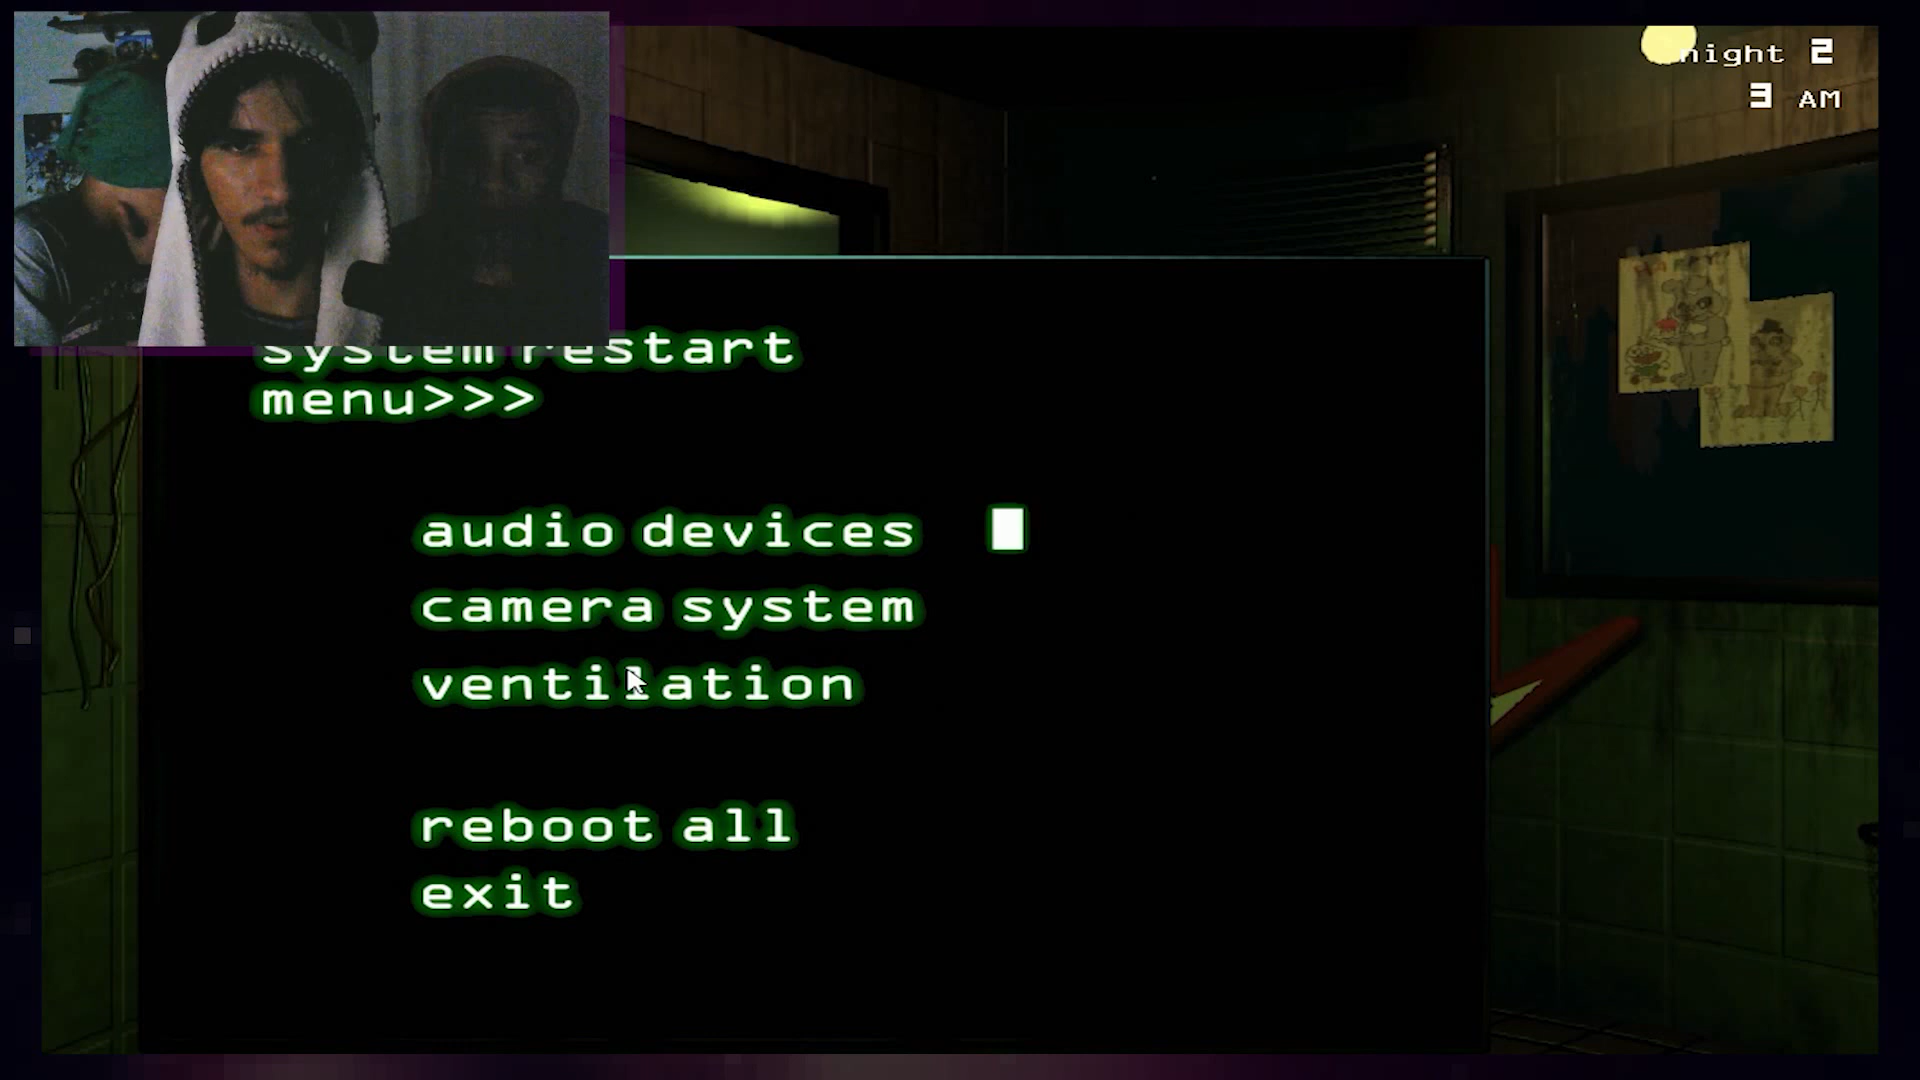 night 2
3 AM
system restart
menu>>>
audio devices
camera system
ventilation
reboot all
exit